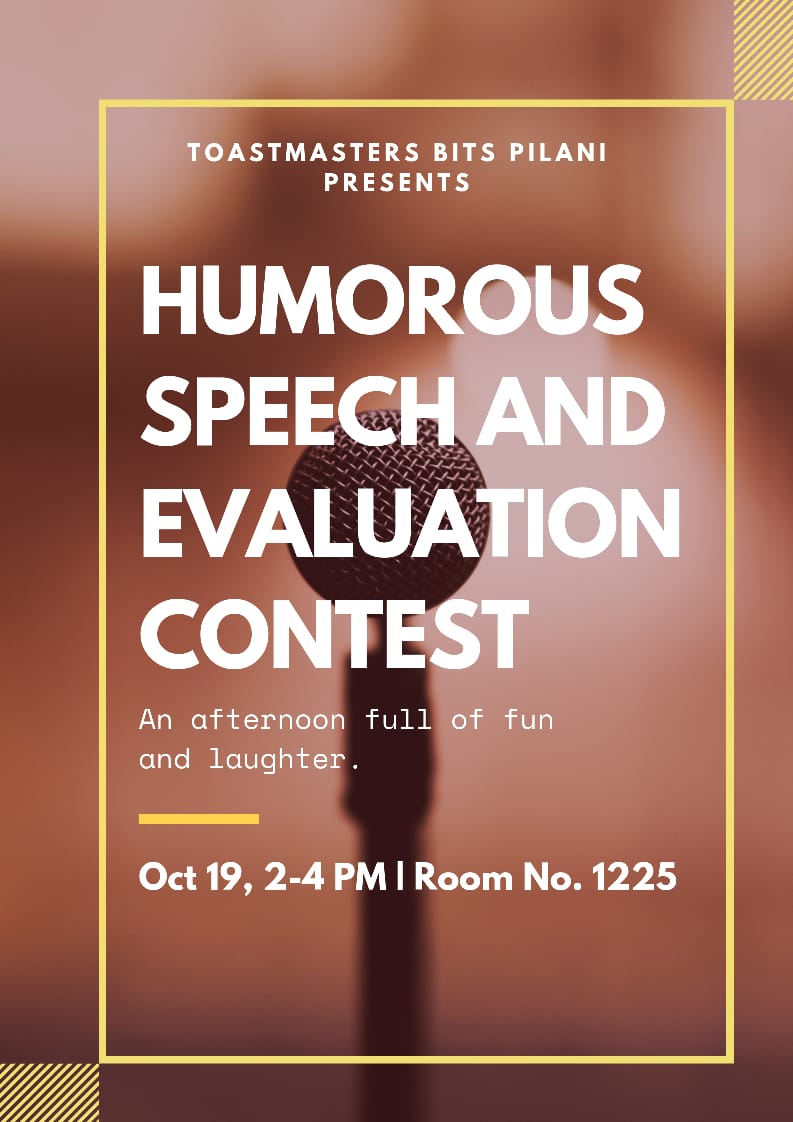 TOASTMASTERS BITS PILANI
PRESENTS
HUMOROUS
SPEECH AND
EVALUATION
CONTEST
An afternoon full of fun
and laughter.
Oct 19, 2-4 PM | Room No. 1225